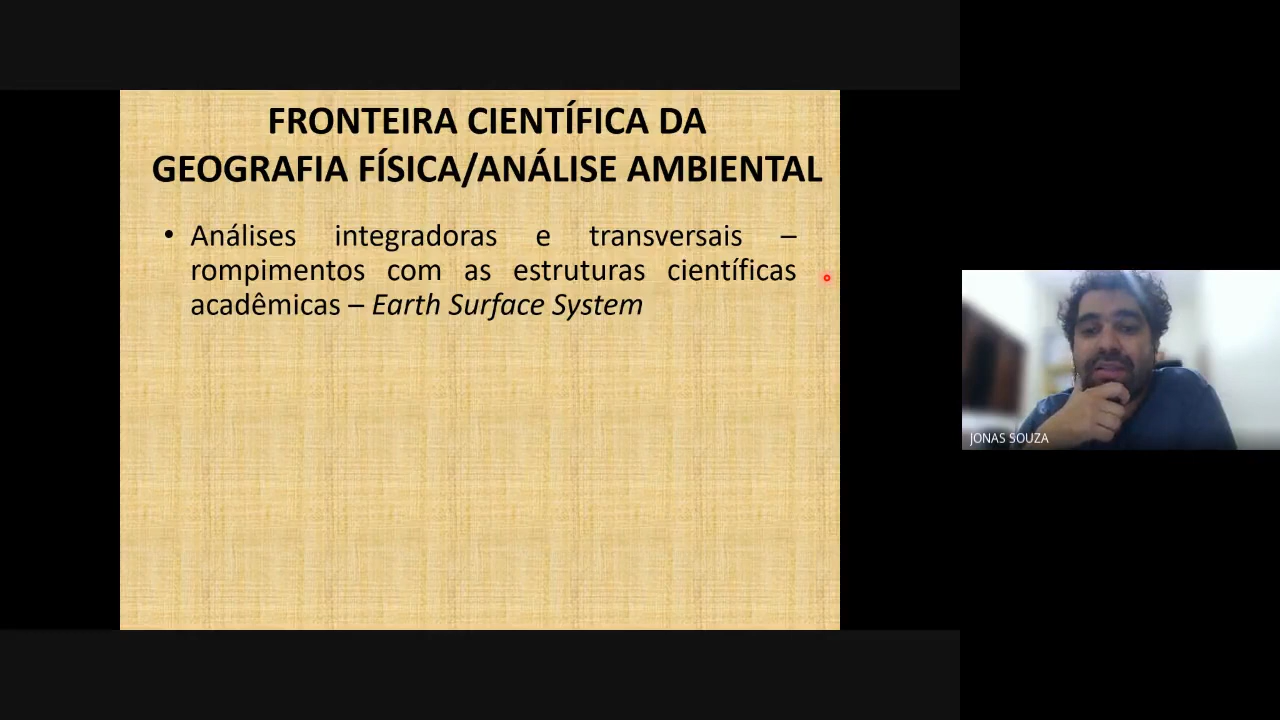 FRONTEIRA CIENTÍFICA DA
GEOGRAFIA FÍSICA/ANÁLISE AMBIENTAL
• Análises integradoras e transversais –
rompimentos com as estruturas científicas
acadêmicas – Earth Surface System
JONAS SOUZA